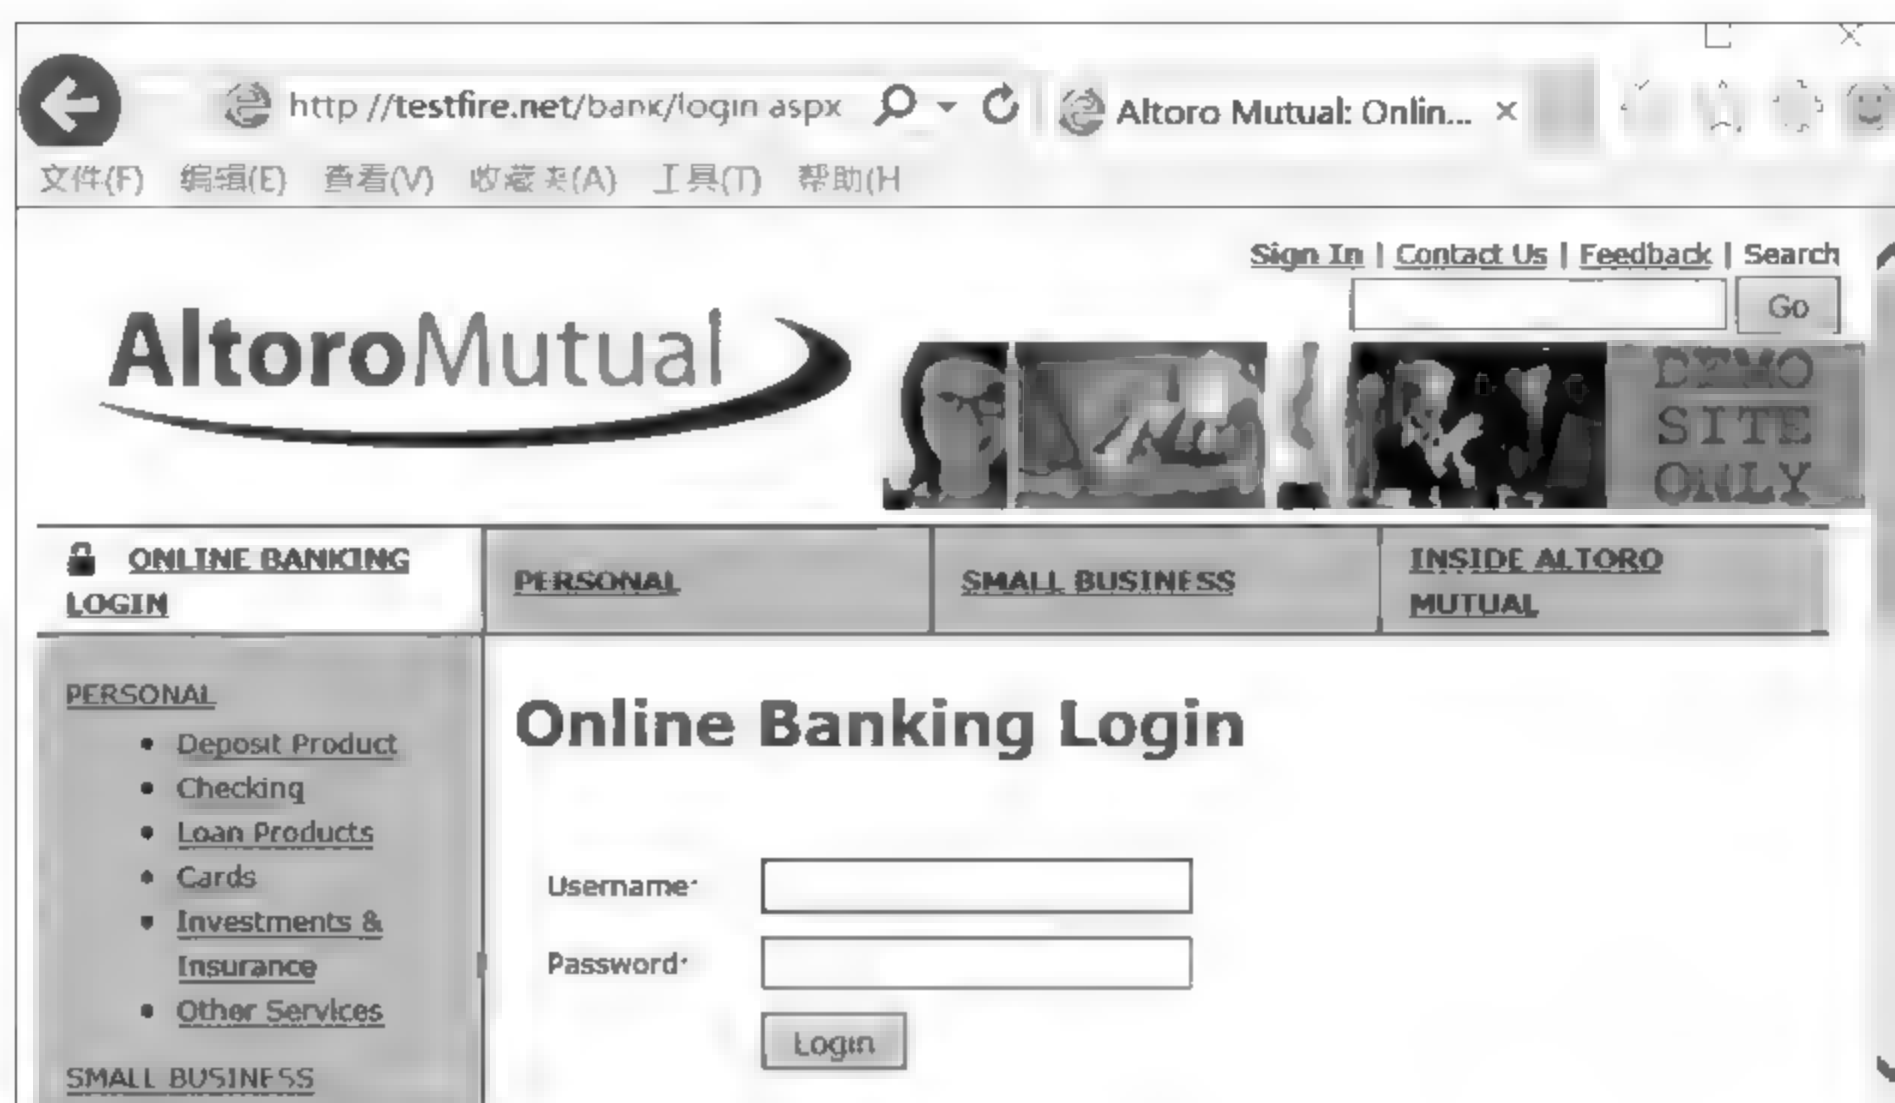 http://testfire.net/bank/login.aspx
Altoro Mutual: Onlin...
文件(F) 编辑(E) 查看(V) 收藏夹(A) 工具(T) 帮助(H
Sign In | Contact Us | Feedback | Search
Go
AltoroMutual
DEMO
SITE
ONLY
ONLINE BANKING
LOGIN
PERSONAL
SMALL BUSINESS
INSIDE ALTORO
MUTUAL
PERSONAL
Deposit Product
Checking
Loan Products
Cards
Investments &
Insurance
Other Services
SMALL BUSINESS
Online Banking Login
Username:
Password:
Login